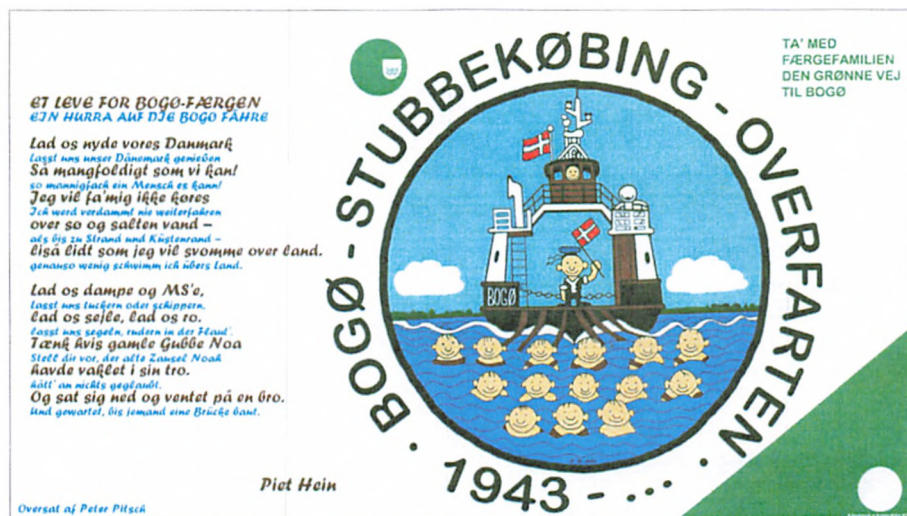 ET LEVE FOR BOGØ-FÆRGEN
EIN HURRA AUF DIE BOGØ FÄHRE
Lad os nyde vores Danmark
Lasst uns unser Dänemark genießen
Så mangfoldigt som vi kan!
so mannigfach ein Mensch es kann!
Jeg vil fa'mig ikke køres
Ich werd verdammt nie weiterfahren
over sø og salten vand –
als bis zu Strand und Küstenrand –
liså lidt som jeg vil svømme over land.
genauso wenig schwimm ich übers Land.
Lad os dampe og MS'e,
lasst uns tuckern oder schippern,
lad os sejle, lad os ro.
lasst uns segeln, rudern in der Flaut'.
Tænk hvis gamle Gubbe Noa
Stell dir vor, der alte Zausel Noah
havde vaklet i sin tro.
hätt' an nichts geglaubt.
Og sat sig ned og ventet på en bro.
Und gewartet, bis jemand eine Brücke baut.
Piet Hein
Oversat af Peter Pitsch
BOGØ - STUBBEKØBING - OVERFARTEN
· 1943 - ... ·
BOGØ
TA' MED
FÆRGEFAMILIEN
DEN GRØNNE VEJ
TIL BOGØ